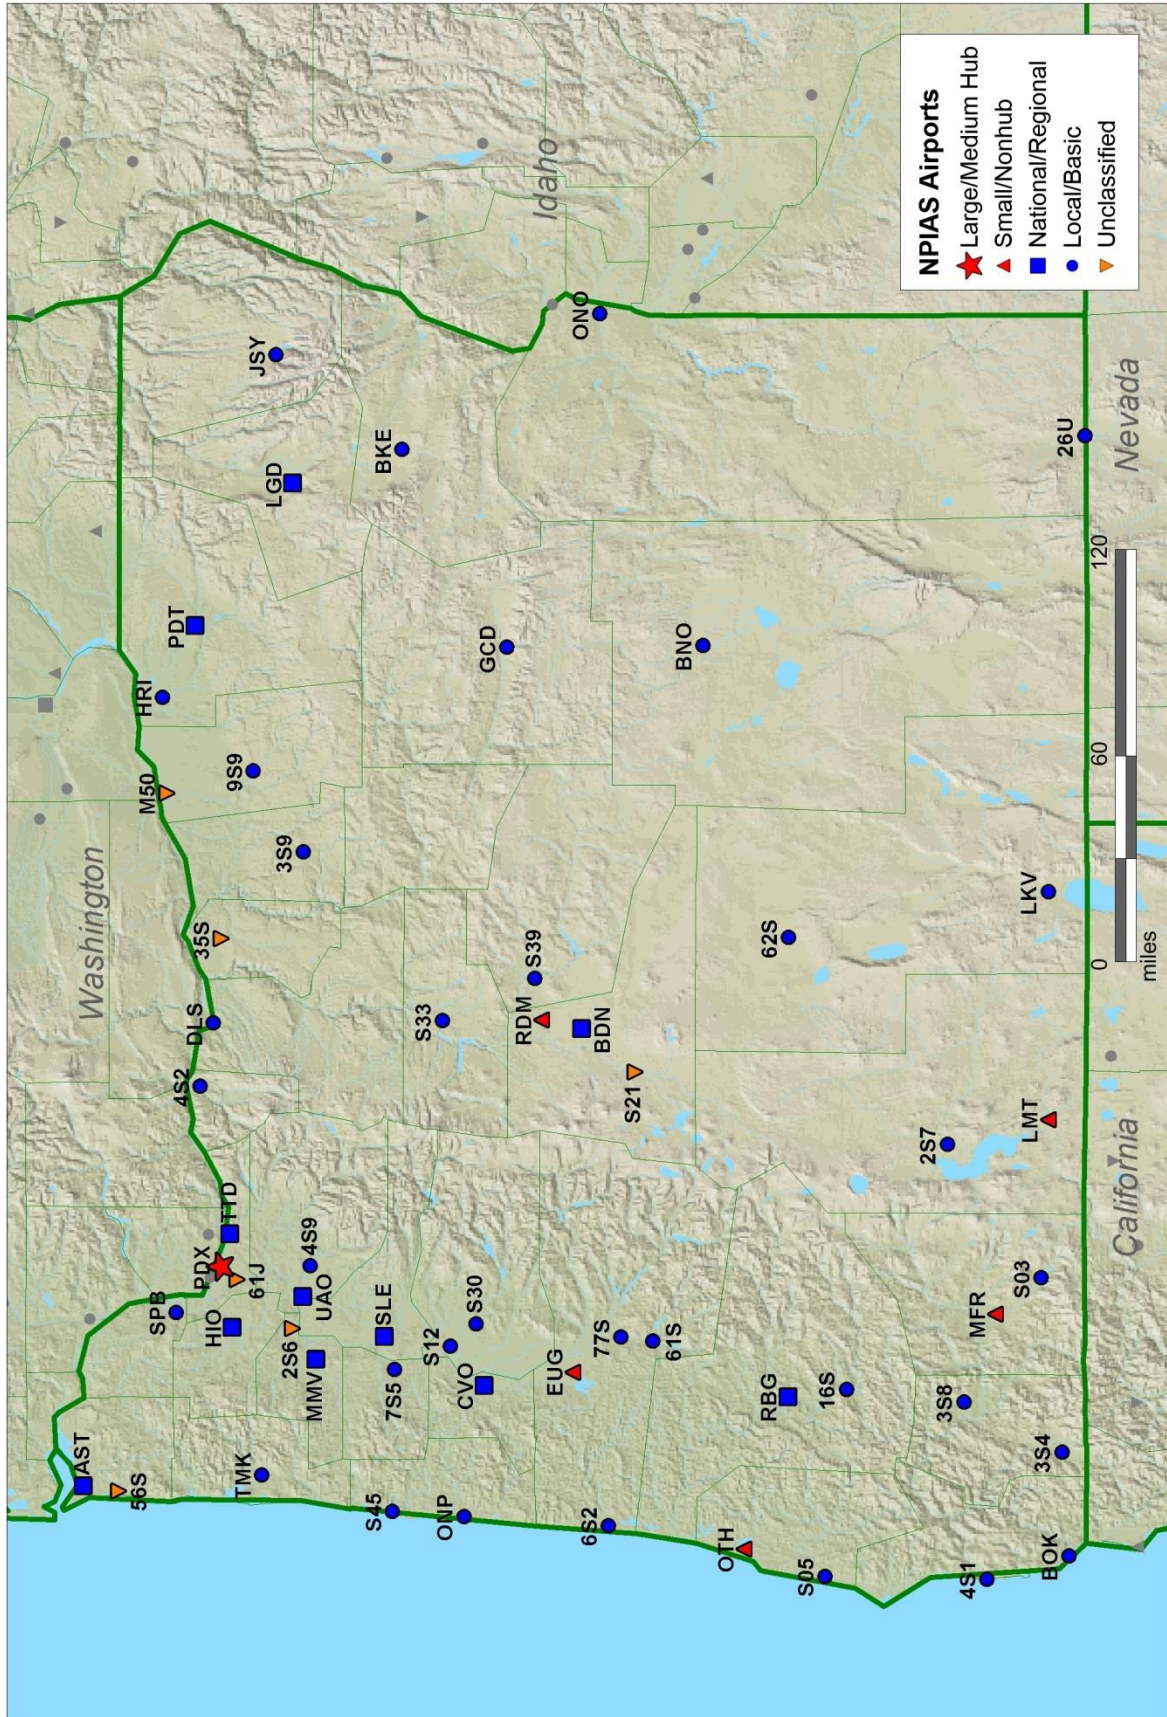 Washington
Idaho
AST
56S
SPB
PDX
TTD
61J
HIO
4S2
DLS
35S
M50
HRI
PDT
9S9
3S9
LGD
JSY
BKE
TMK
2S6
UAO
4S9
MMV
SLE
7S5
S45
S12
S30
CVO
ONP
S33
RDM
S39
BDN
GCD
ONO
EUG
77S
61S
6S2
S21
BNO
OTH
RBG
62S
S05
16S
2S7
3S8
MFR
4S1
S03
LMT
LKV
3S4
BOK
26U
California
Nevada
0
60
120
miles
NPIAS Airports
Large/Medium Hub
Small/Nonhub
National/Regional
Local/Basic
Unclassified